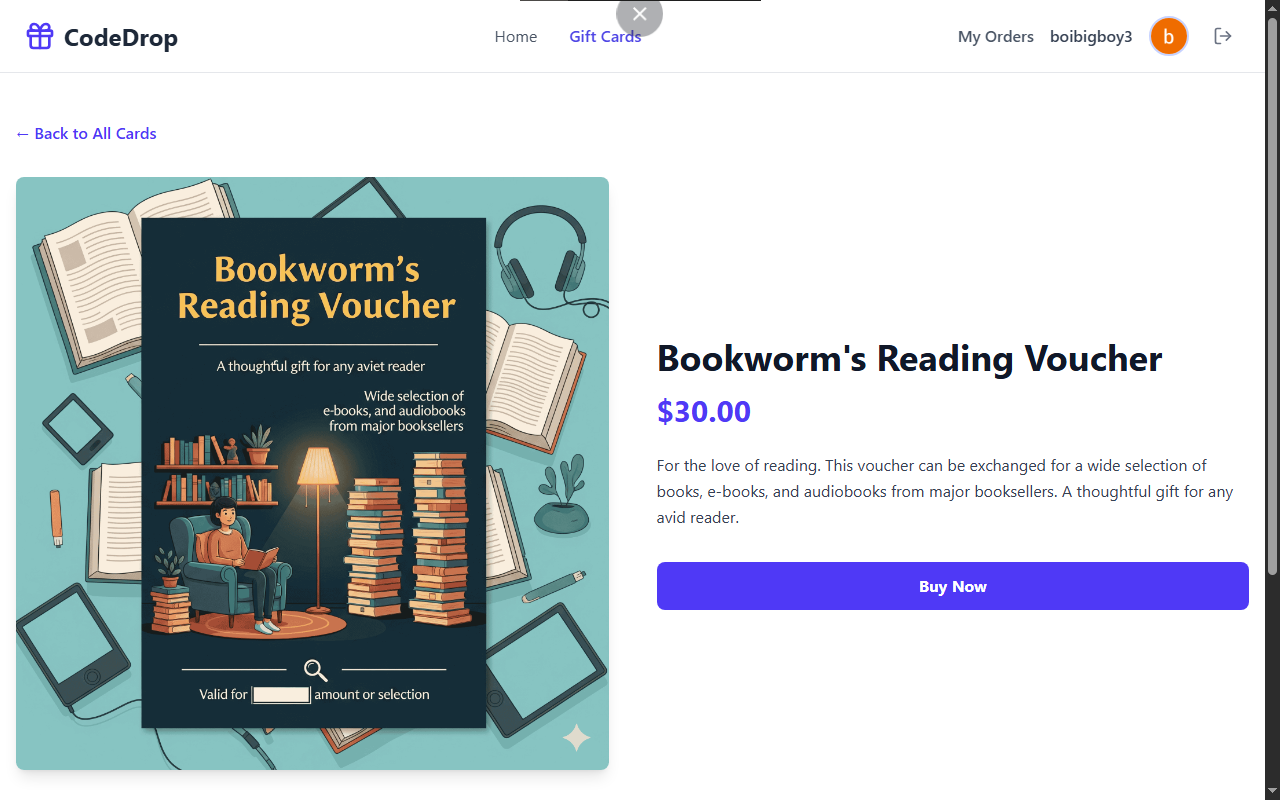 CodeDrop
Home
Gift Cards
My Orders
boibigboy3
b
← Back to All Cards
Bookworm's
Reading Voucher
A thoughtful gift for any aviet reader
Wide selection of
e-books, and audiobooks
from major booksellers
Valid for
amount or selection
Bookworm's Reading Voucher
$30.00
For the love of reading. This voucher can be exchanged for a wide selection of
books, e-books, and audiobooks from major booksellers. A thoughtful gift for any
avid reader.
Buy Now